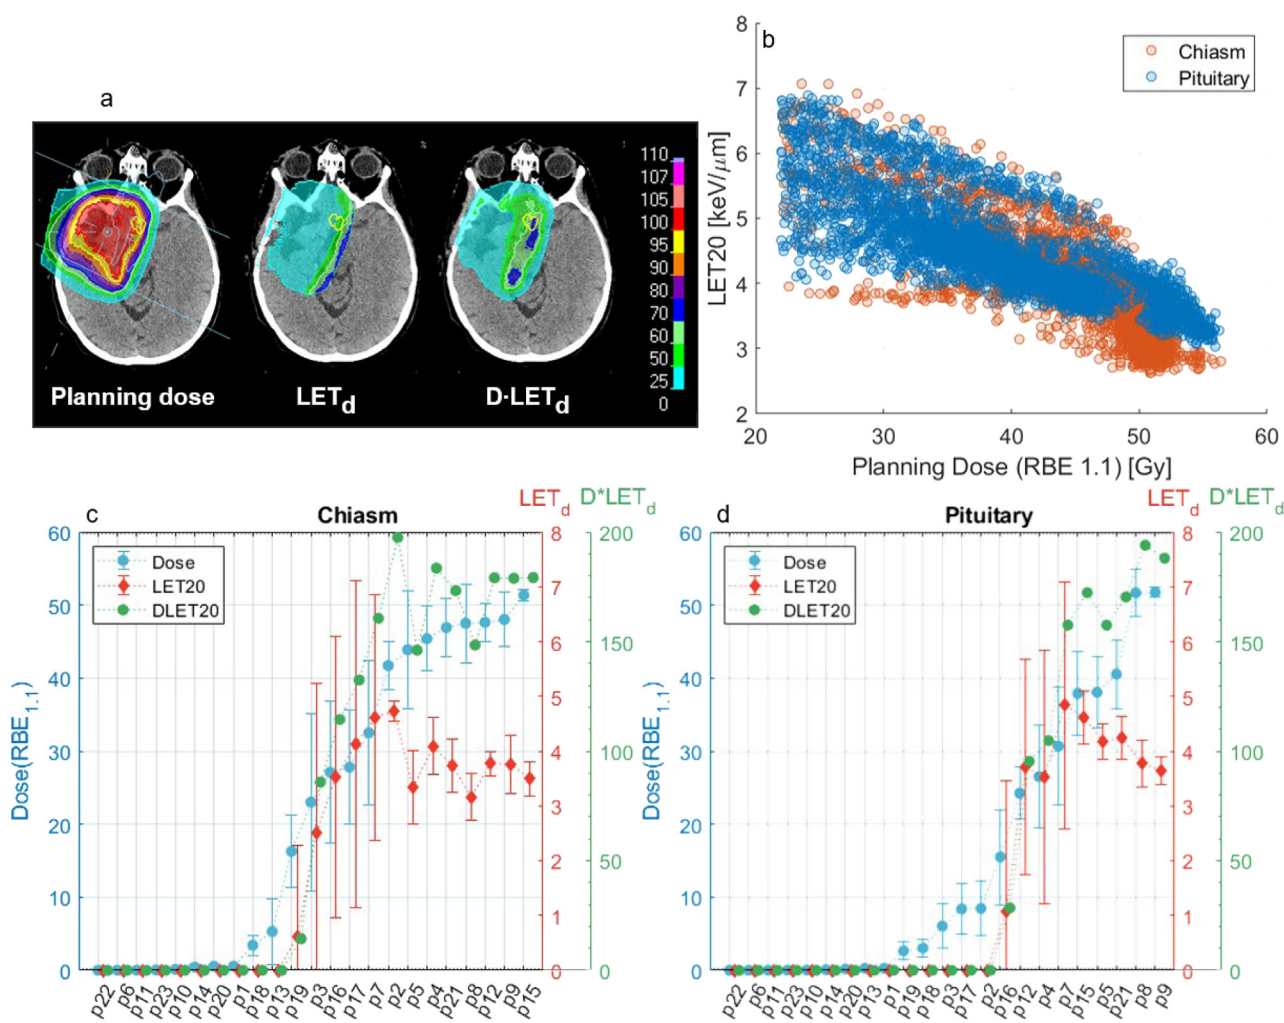 a
Planning dose
LETd
D·LETd
110
107
105
100
95
90
80
70
60
50
25
0
b
Chiasm
Pituitary
8
7
6
5
4
3
2
LET20 [keV/μm]
20 30 40 50 60
Planning Dose (RBE 1.1) [Gy]
c
Chiasm
LETd D*LETd
Dose
LET20
DLET20
60
50
40
30
20
10
0
Dose(RBE1.1)
8
7
6
5
4
3
2
1
0
200
150
100
50
0
p22 p6 p11 p23 p10 p14 p20 p1 p18 p13 p19 p3 p16 p17 p7 p2 p5 p4 p21 p8 p12 p9 p15
d
Pituitary
LETd D*LETd
Dose
LET20
DLET20
60
50
40
30
20
10
0
Dose(RBE1.1)
8
7
6
5
4
3
2
1
0
200
150
100
50
0
p22 p6 p11 p23 p10 p14 p20 p13 p1 p19 p18 p3 p17 p2 p16 p12 p4 p7 p15 p5 p21 p8 p9